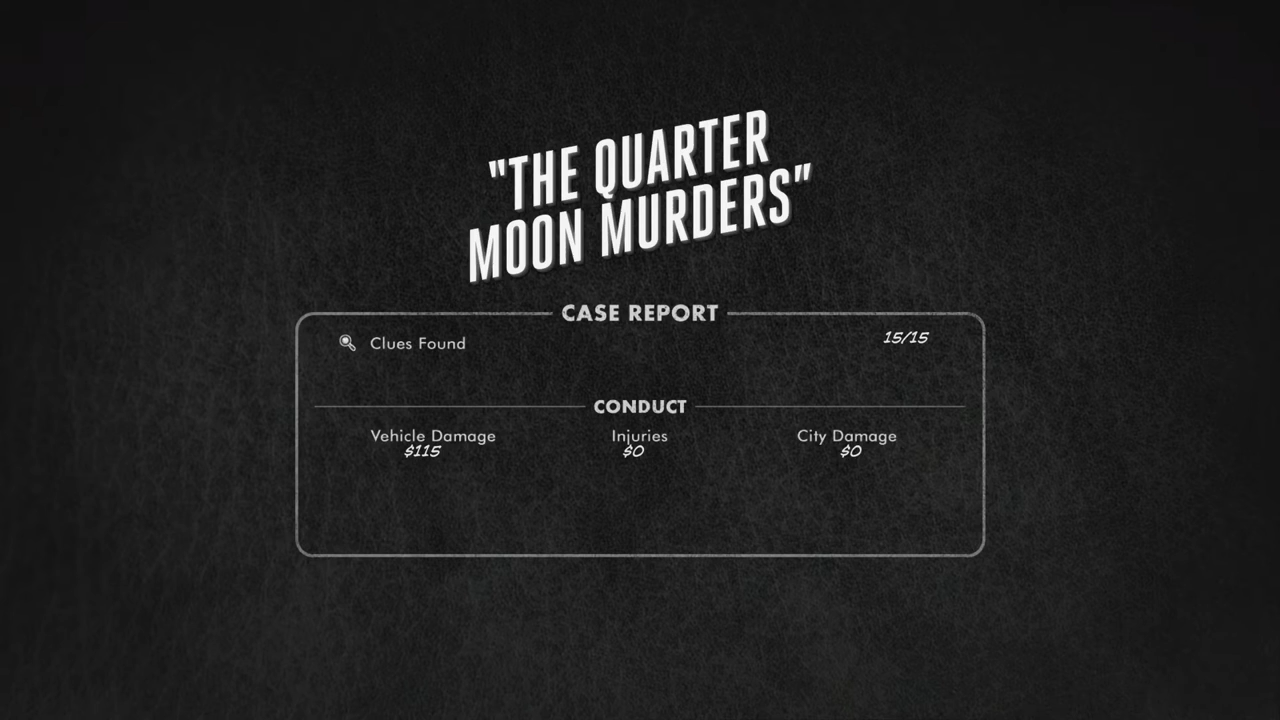 "THE QUARTER
MOON MURDERS"
CASE REPORT
Clues Found 15/15
CONDUCT
Vehicle Damage Injuries City Damage
$115 $0 $0